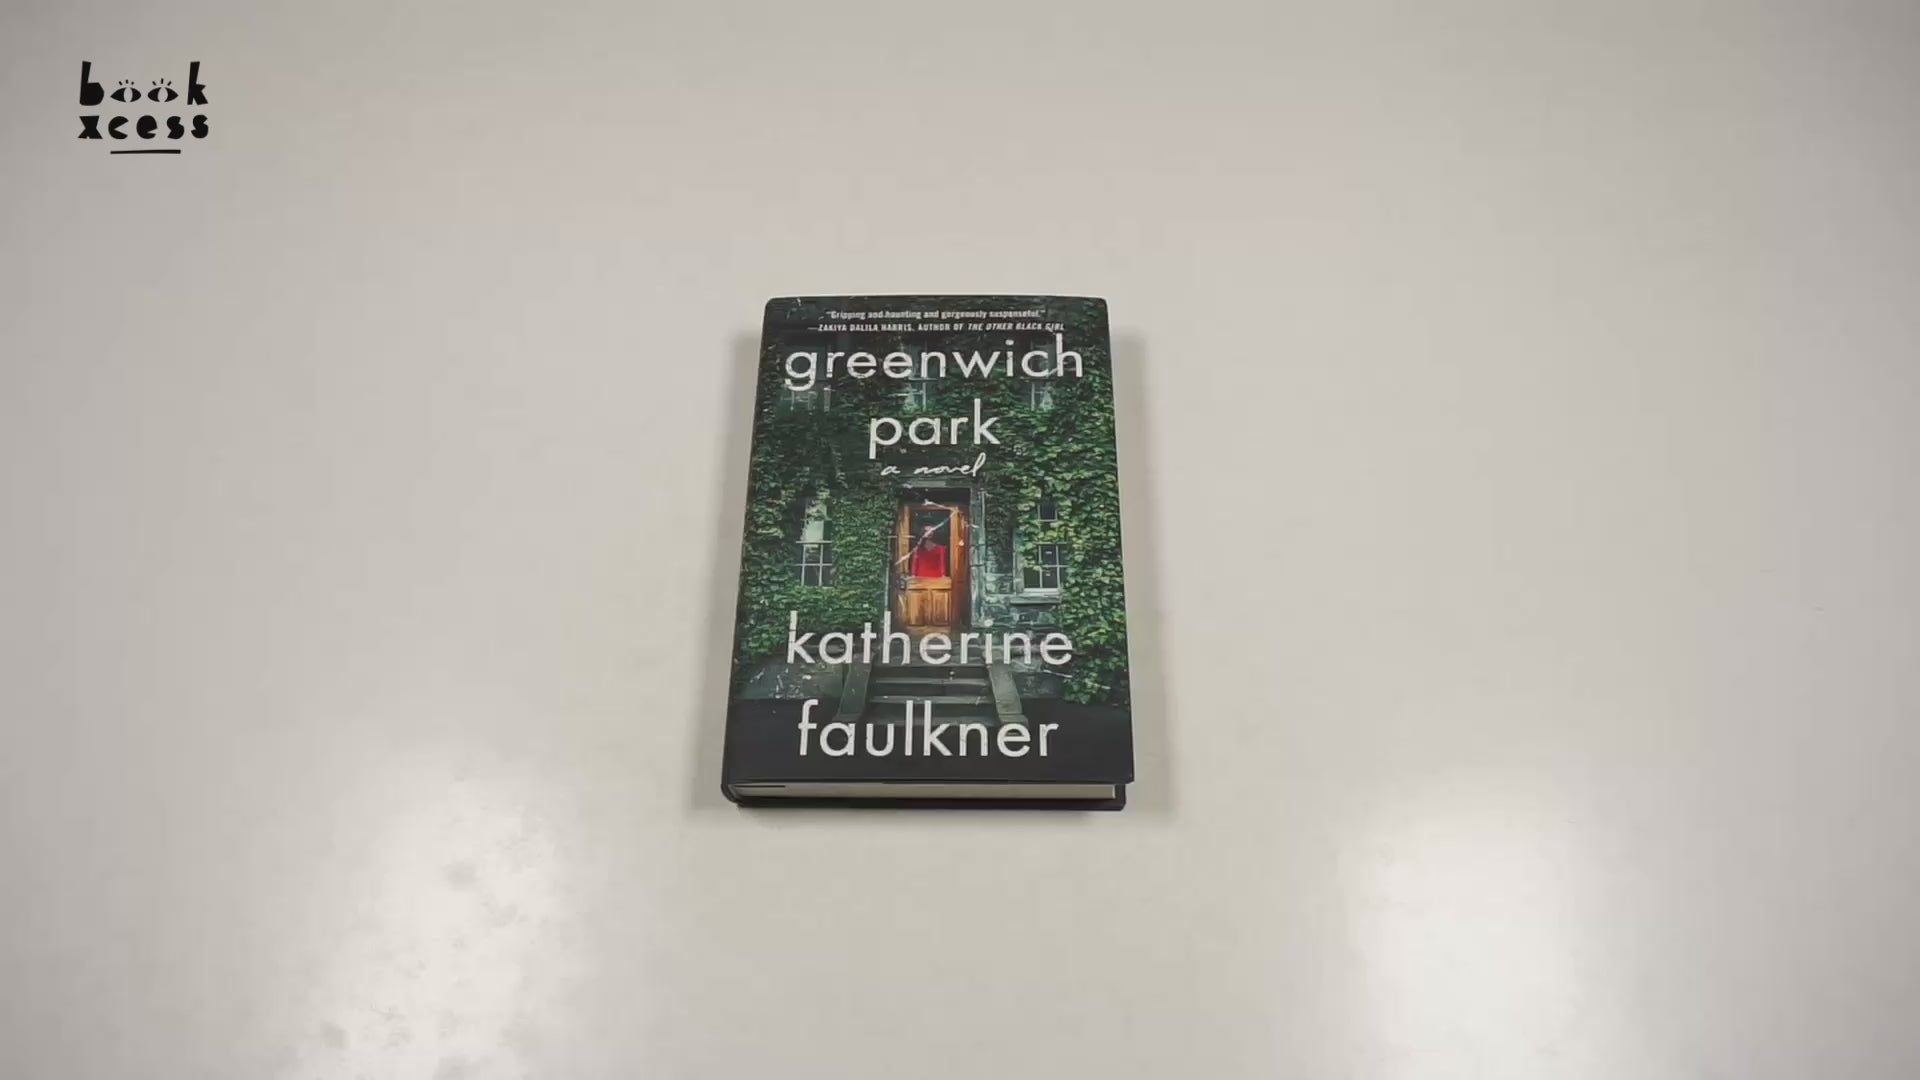 book
xcess
"Gripping and haunting and gorgeously suspenseful."
—ZAKIYA DALILA HARRIS, AUTHOR OF THE OTHER BLACK GIRL
greenwich
park
a novel
katherine
faulkner